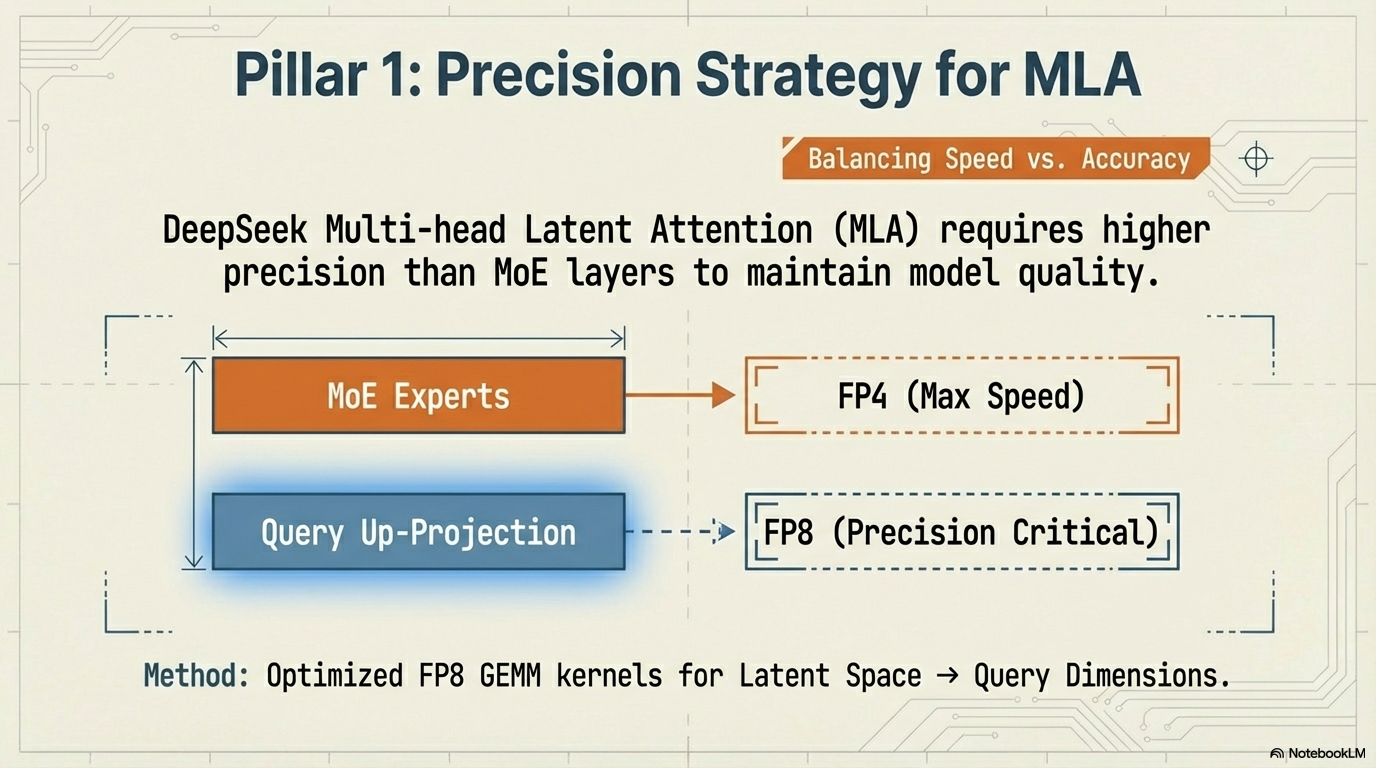 Pillar 1: Precision Strategy for MLA
Balancing Speed vs. Accuracy
DeepSeek Multi-head Latent Attention (MLA) requires higher
precision than MoE layers to maintain model quality.
MoE Experts
FP4 (Max Speed)
Query Up-Projection
FP8 (Precision Critical)
Method: Optimized FP8 GEMM kernels for Latent Space → Query Dimensions.
NotebookLM